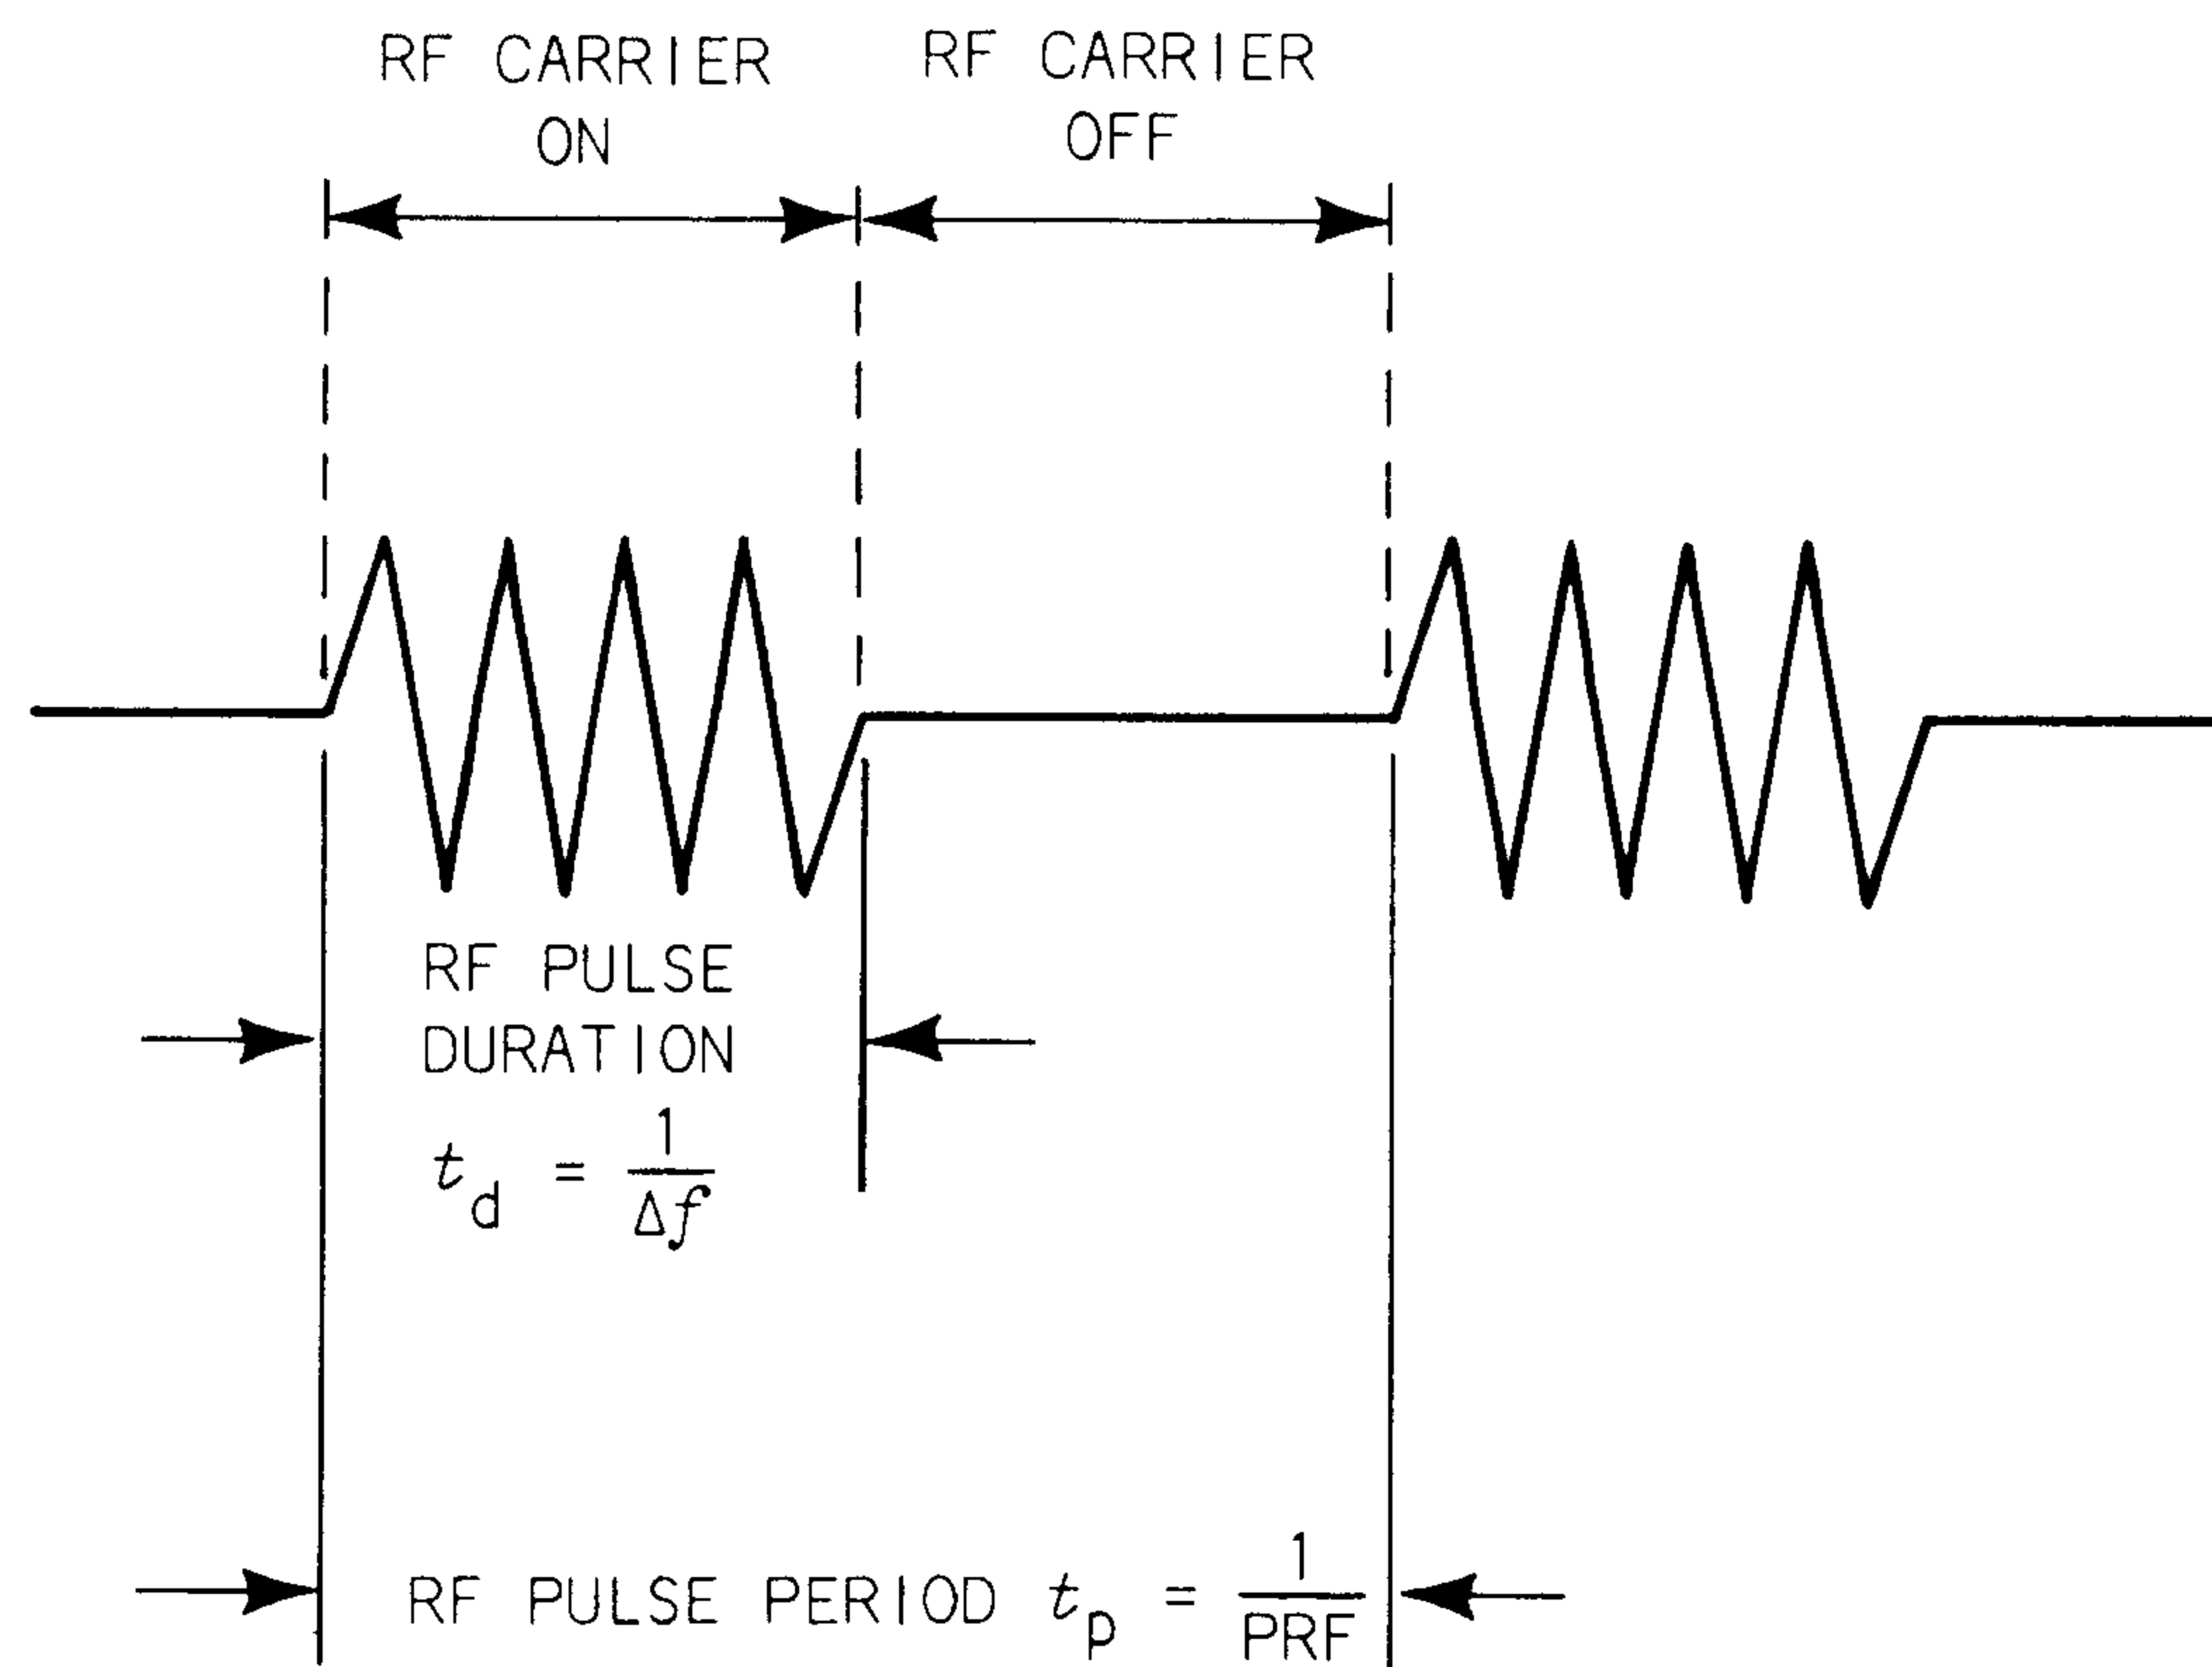 RF CARRIER ON
RF CARRIER OFF
RF PULSE
DURATION
t_d = 1/Δf
RF PULSE PERIOD t_p = 1/PRF